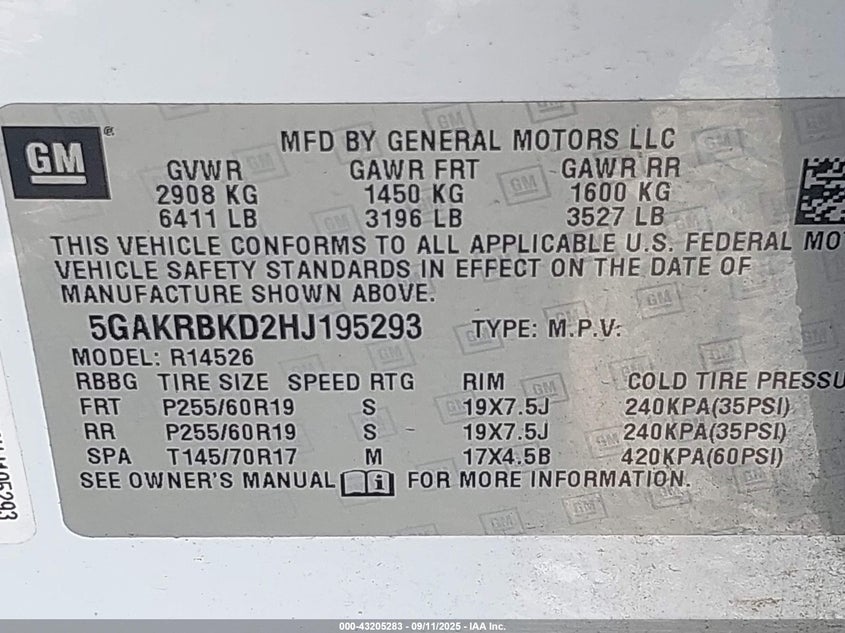 GM
MFD BY GENERAL MOTORS LLC
GVWR GAWR FRT GAWR RR
2908 KG 1450 KG 1600 KG
6411 LB 3196 LB 3527 LB
THIS VEHICLE CONFORMS TO ALL APPLICABLE U.S. FEDERAL MO
VEHICLE SAFETY STANDARDS IN EFFECT ON THE DATE OF
MANUFACTURE SHOWN ABOVE.
5GAKRBKD2HJ195293 TYPE: M.P.V.
MODEL: R14526
RBBG TIRE SIZE SPEED RTG RIM COLD TIRE PRESSU
FRT P255/60R19 S 19X7.5J 240KPA(35PSI)
RR P255/60R19 S 19X7.5J 240KPA(35PSI)
SPA T145/70R17 M 17X4.5B 420KPA(60PSI)
SEE OWNER'S MANUAL FOR MORE INFORMATION.
000-43205283 - 09/11/2025 - IAA Inc.